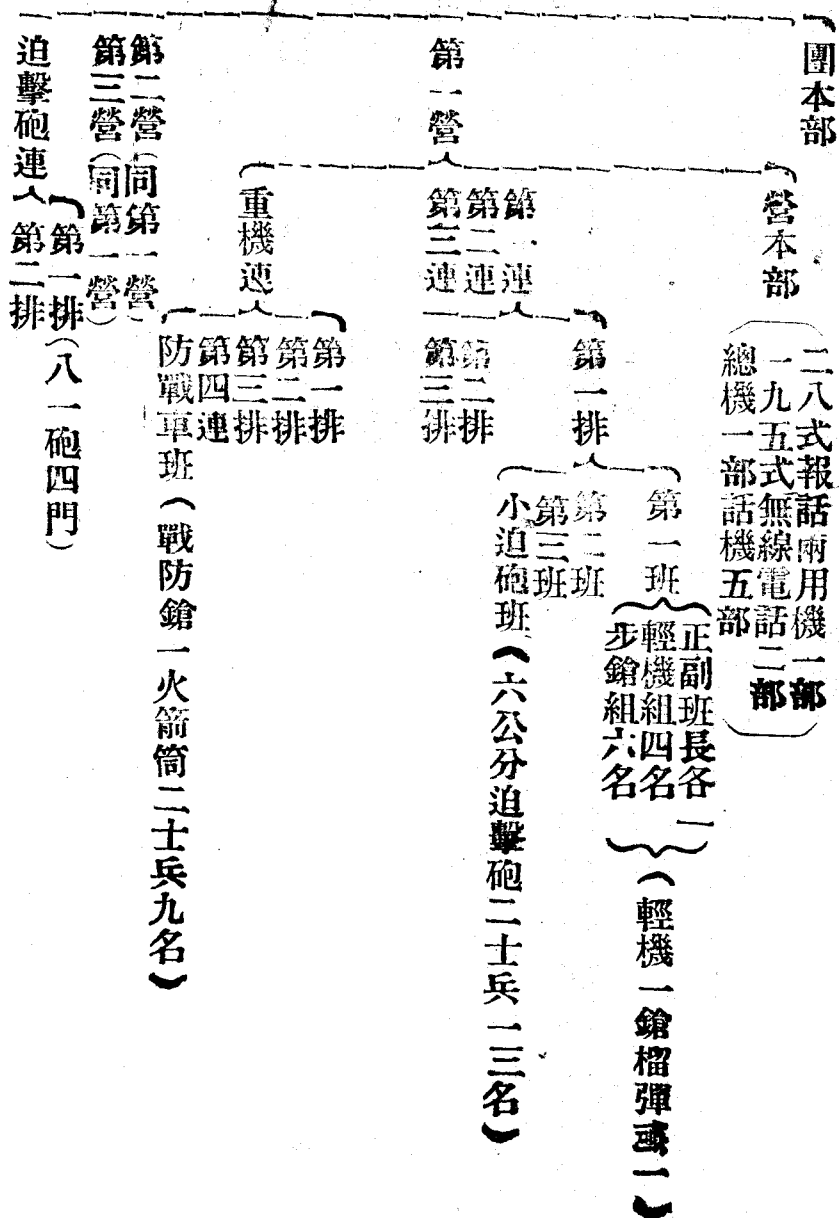 團本部
第一營
營本部
二八式報話兩用機一部
一九五式無線電話二部
總機一部話機五部
第一連
第二連
第三連
第一排
第一班
正副班長各一
輕機組四名
步鎗組六名
(輕機一鎗榴彈一)
第二班
第三班
小迫砲班(六公分迫擊砲二士兵一三名)
第二排
第三排
重機連
第一排
第二排
第三排
第四連
防戰車班(戰防鎗一火箭筒二士兵九名)
第二營(同第一營)
第三營(同第一營)
迫擊砲連
第一排(八一砲四門)
第二排